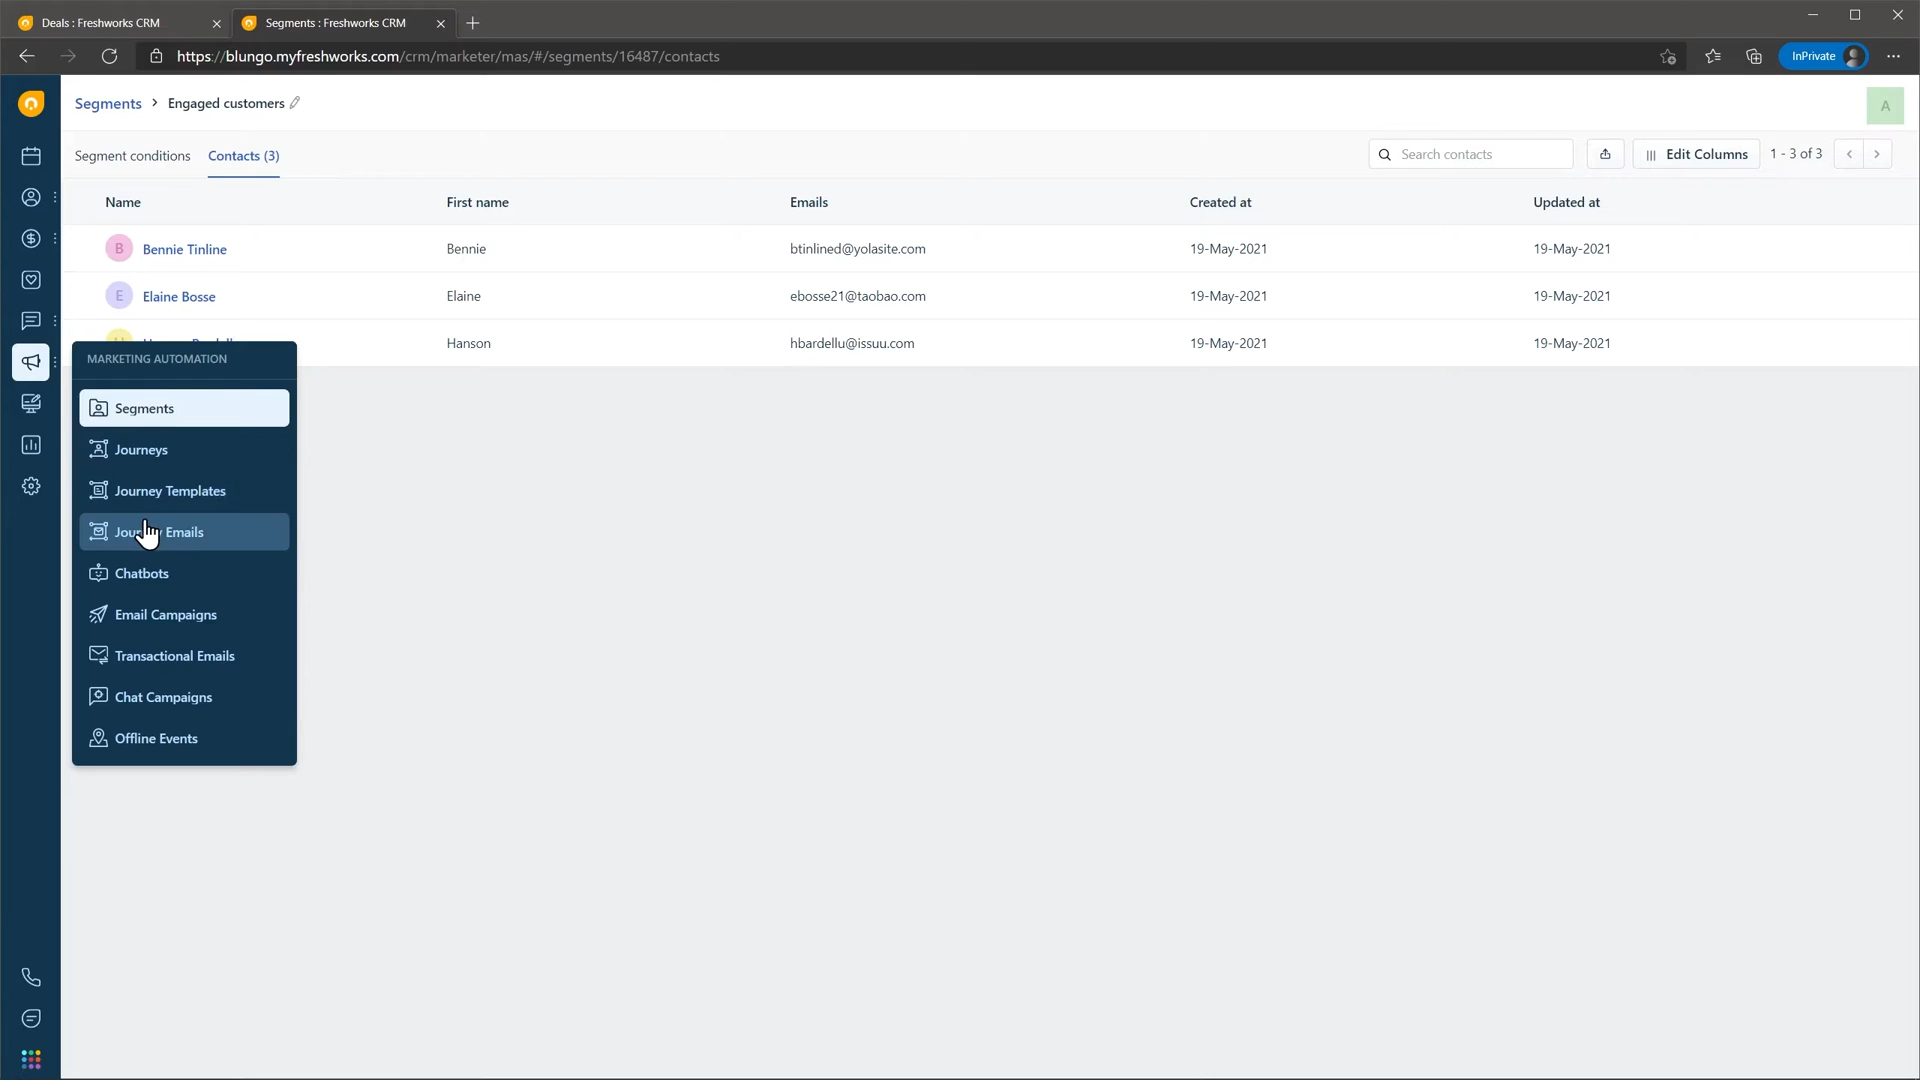 Deals : Freshworks CRM
Segments : Freshworks CRM
https://blungo.myfreshworks.com/crm/marketer/mas/#/segments/16487/contacts
InPrivate
Segments > Engaged customers
A
Segment conditions
Contacts (3)
Search contacts
Edit Columns
1 - 3 of 3
Name First name Emails Created at Updated at
B Bennie Tinline Bennie btinlined@yolasite.com 19-May-2021 19-May-2021
E Elaine Bosse Elaine ebosse21@taobao.com 19-May-2021 19-May-2021
Hanson hbardellu@issuu.com 19-May-2021 19-May-2021
MARKETING AUTOMATION
Segments
Journeys
Journey Templates
Emails
Chatbots
Email Campaigns
Transactional Emails
Chat Campaigns
Offline Events